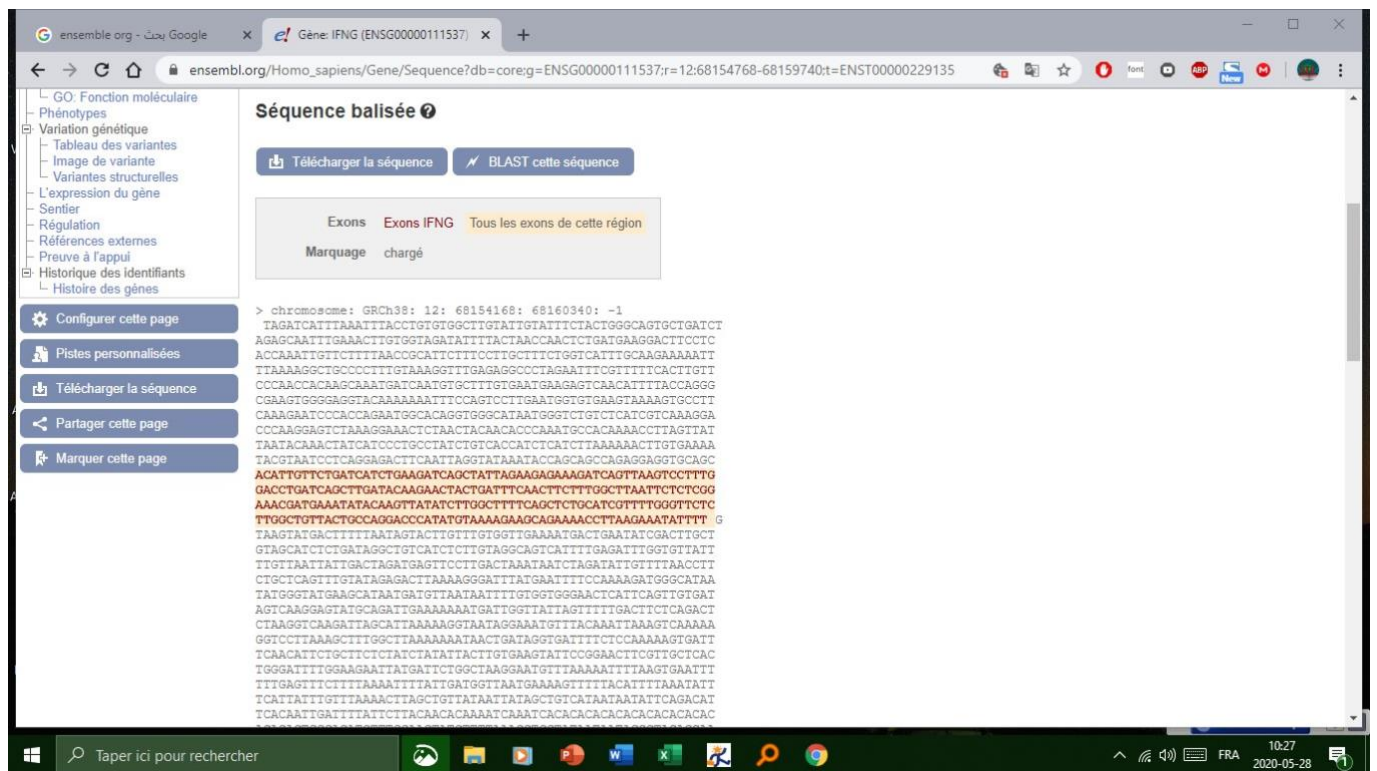 ensemble org - بحث Google
Gène: IFNG (ENSG00000111537)
ensembl.org/Homo_sapiens/Gene/Sequence?db=core;g=ENSG00000111537;r=12:68154768-68159740;t=ENST00000229135
GO: Fonction moléculaire
Phénotypes
Variation génétique
Tableau des variantes
Image de variante
Variantes structurelles
L'expression du gène
Sentier
Régulation
Références externes
Preuve à l'appui
Historique des identifiants
Histoire des gènes
Configurer cette page
Pistes personnalisées
Télécharger la séquence
Partager cette page
Marquer cette page
Séquence balisée
Télécharger la séquence
BLAST cette séquence
Exons Exons IFNG Tous les exons de cette région
Marquage chargé
> chromosome: GRCh38: 12: 68154168: 68160340: -1
TAGATCATTTAAATTTACCTGTGTGGCTTGTATTGTATTTCTACTGGGCAGTGCTGATCT
AGAGCAATTTGAAACTTGTGGTAGATATTTTACTAACCAACTCTGATGAAGGACTTCCTC
ACCAAATTGTTCTTTTAACCGCATTCTTTCCTTGCTTTCTGGTCATTTGCAAGAAAAATT
TTAAAAGGCTGCCCCTTTGTAAAGGTTTGAGAGGCCCTAGAATTTCGTTTTTCACTTGTT
CCCAACCACAAGCAAATGATCAATGTGCTTTGTGAATGAAGAGTCAACATTTTACCAGGG
CGAAGTGGGGAGGTACAAAAAAATTTCCAGTCCTTGAATGGTGTGAAGTAAAAGTGCCTT
CAAAGAATCCCACCAGAATGGCACAGGTGGGCATAATGGGTCTGTCTCATCGTCAAAGGA
CCCAAGGAGTCTAAAGGAAACTCTAACTACAACACCCAAATGCCACAAAACCTTAGTTAT
TAATACAAACTATCATCCCTGCCTATCTGTCACCATCTCATCTTAAAAAACTTGTGAAAA
TACGTAATCCTCAGGAGACTTCAATTAGGTATAAATACCAGCAGCCAGAGGAGGTGCAGC
ACATTGTTCTGATCATCTGAAGATCAGCTATTAGAAGAGAAAGATCAGTTAAGTCCTTTG
GACCTGATCAGCTTGATACAAGAACTACTGATTTCAACTTCTTTGGCTTAATTCTCTCGG
AAACGATGAAATATACAAGTTATATCTTGGCTTTTCAGCTCTGCATCGTTTTGGGTTCTC
TTGGCTGTTACTGCCAGGACCCATATGTAAAAGAAGCAGAAAACCTTAAGAAATATTTT G
TAAGTATGACTTTTTAATAGTACTTGTTTGTGGTTGAAAATGACTGAATATCGACTTGCT
GTAGCATCTCTGATAGGCTGTCATCTCTTGTAGGCAGTCATTTTGAGATTTGGTGTTATT
TTGTTAATTATTGACTAGATGAGTTCCTTGACTAAATAATCTAGATATTGTTTTAACCTT
CTGCTCAGTTTGTATAGAGACTTAAAAGGGATTTATGAATTTTCCAAAAGATGGGCATAA
TATGGGTATGAAGCATAATGATGTTAATAATTTTGTGGTGGGAACTCATTCAGTTGTGAT
AGTCAAGGAGTATGCAGATTGAAAAAAATGATTGGTTATTAGTTTTTGACTTCTCAGACT
CTAAGGTCAAGATTAGCATTAAAAAGGTAATAGGAAATGTTTACAAATTAAAGTCAAAAA
GGTCCTTAAAGCTTTGGCTTAAAAAAATAACTGATAGGTGATTTTCTCCAAAAAGTGATT
TCAACATTCTGCTTCTCTATCTATATTACTTGTGAAGTATTCCGGAACTTCGTTGCTCAC
TGGGATTTTGGAAGAATTATGATTCTGGCTAAGGAATGTTTAAAAATTTTAAGTGAATTT
TTTGAGTTTCTTTTAAAATTTTATTGATGGTTAATGAAAAGTTTTTACATTTTAAATATT
TCATTATTTGTTTAAAACTTAGCTGTTATAATTATAGCTGTCATAATAATATTCAGACAT
TCACAATTGATTTTATTCTTACAACACAAAATCAAATCACACACACACACACACACACAC
Taper ici pour rechercher
FRA
10:27
2020-05-28